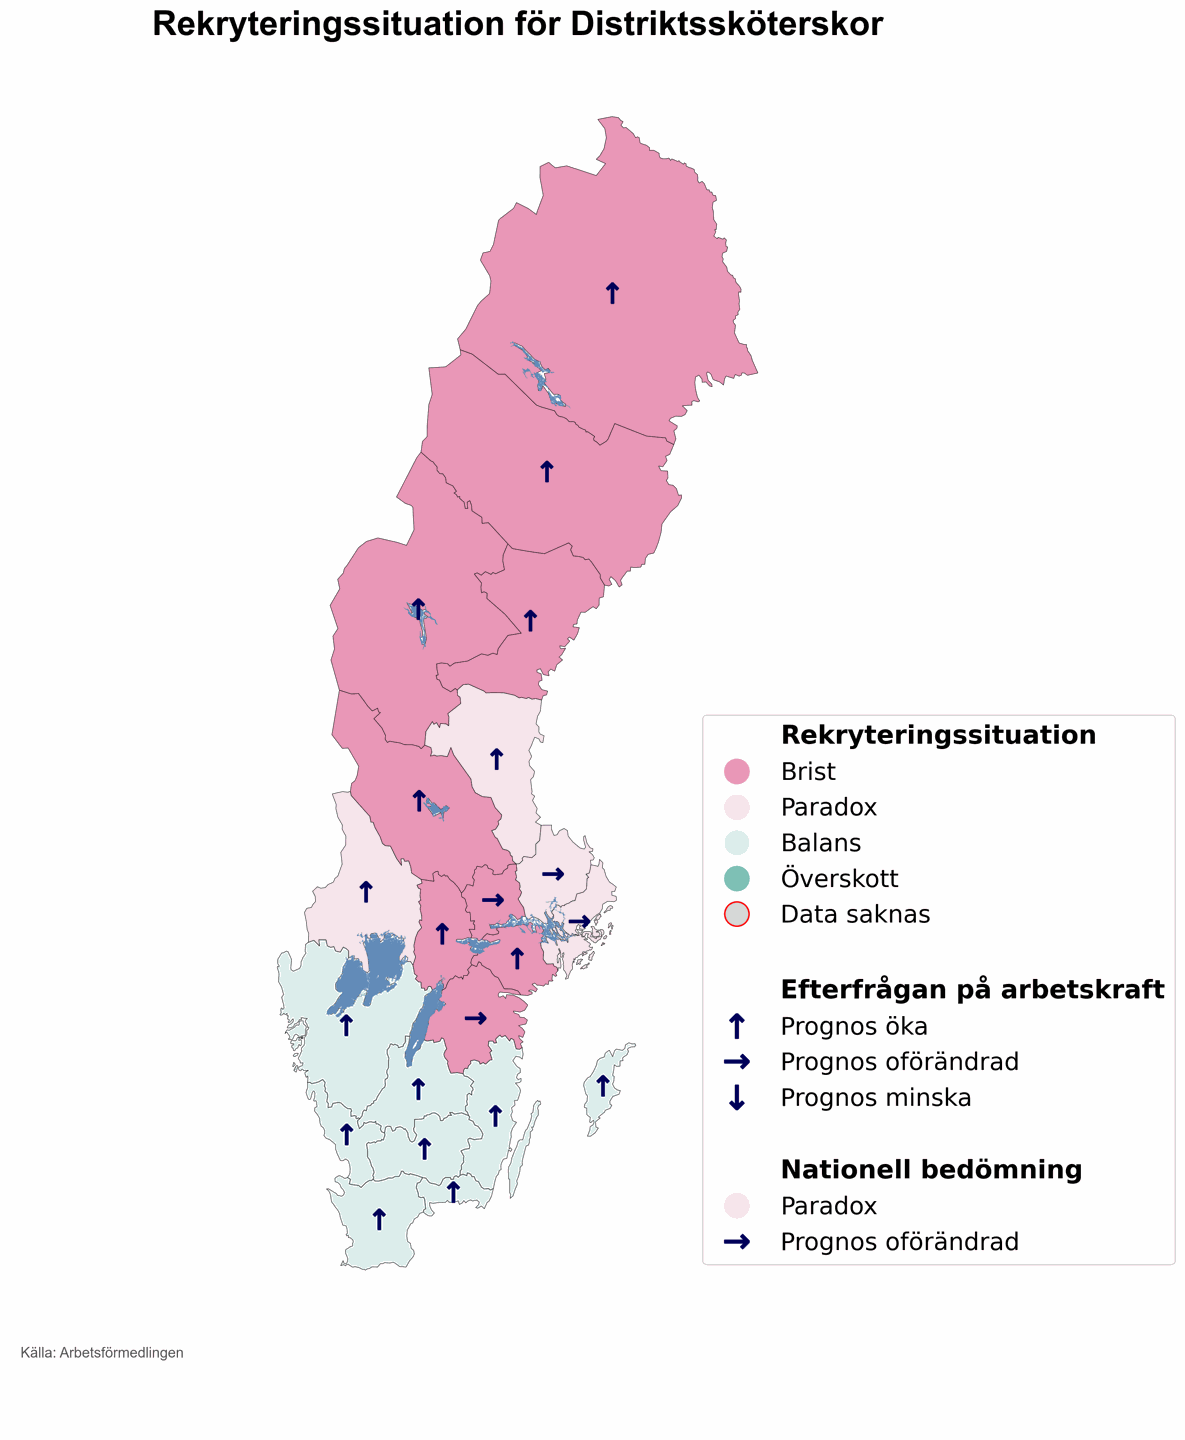 Rekryteringssituation för Distriktssköterskor
Rekryteringssituation
Brist
Paradox
Balans
Överskott
Data saknas
Efterfrågan på arbetskraft
Prognos öka
Prognos oförändrad
Prognos minska
Nationell bedömning
Paradox
Prognos oförändrad
Källa: Arbetsförmedlingen